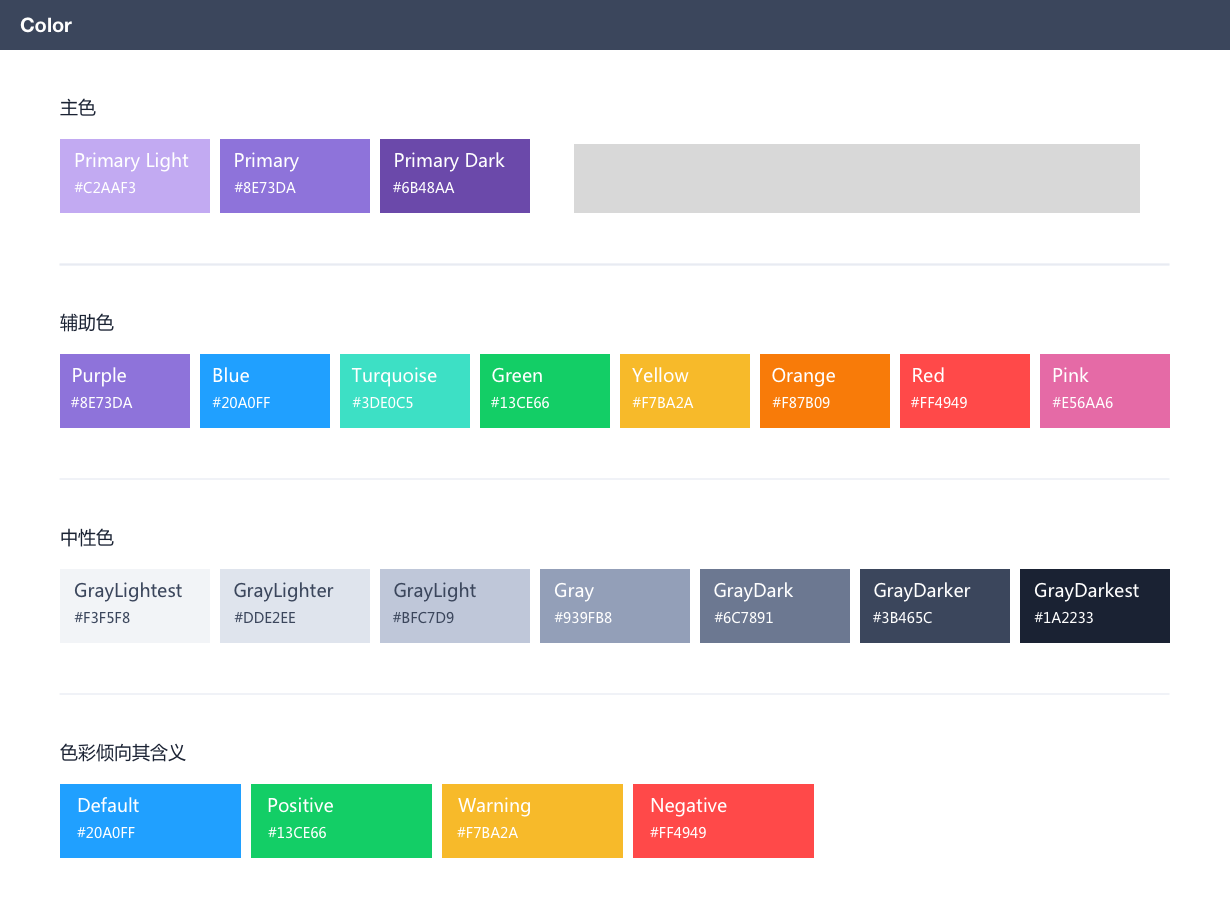 Color
主色
Primary Light
#C2AAF3
Primary
#8E73DA
Primary Dark
#6B48AA
辅助色
Purple
#8E73DA
Blue
#20A0FF
Turquoise
#3DE0C5
Green
#13CE66
Yellow
#F7BA2A
Orange
#F87B09
Red
#FF4949
Pink
#E56AA6
中性色
GrayLightest
#F3F5F8
GrayLighter
#DDE2EE
GrayLight
#BFC7D9
Gray
#939FB8
GrayDark
#6C7891
GrayDarker
#3B465C
GrayDarkest
#1A2233
色彩倾向其含义
Default
#20A0FF
Positive
#13CE66
Warning
#F7BA2A
Negative
#FF4949